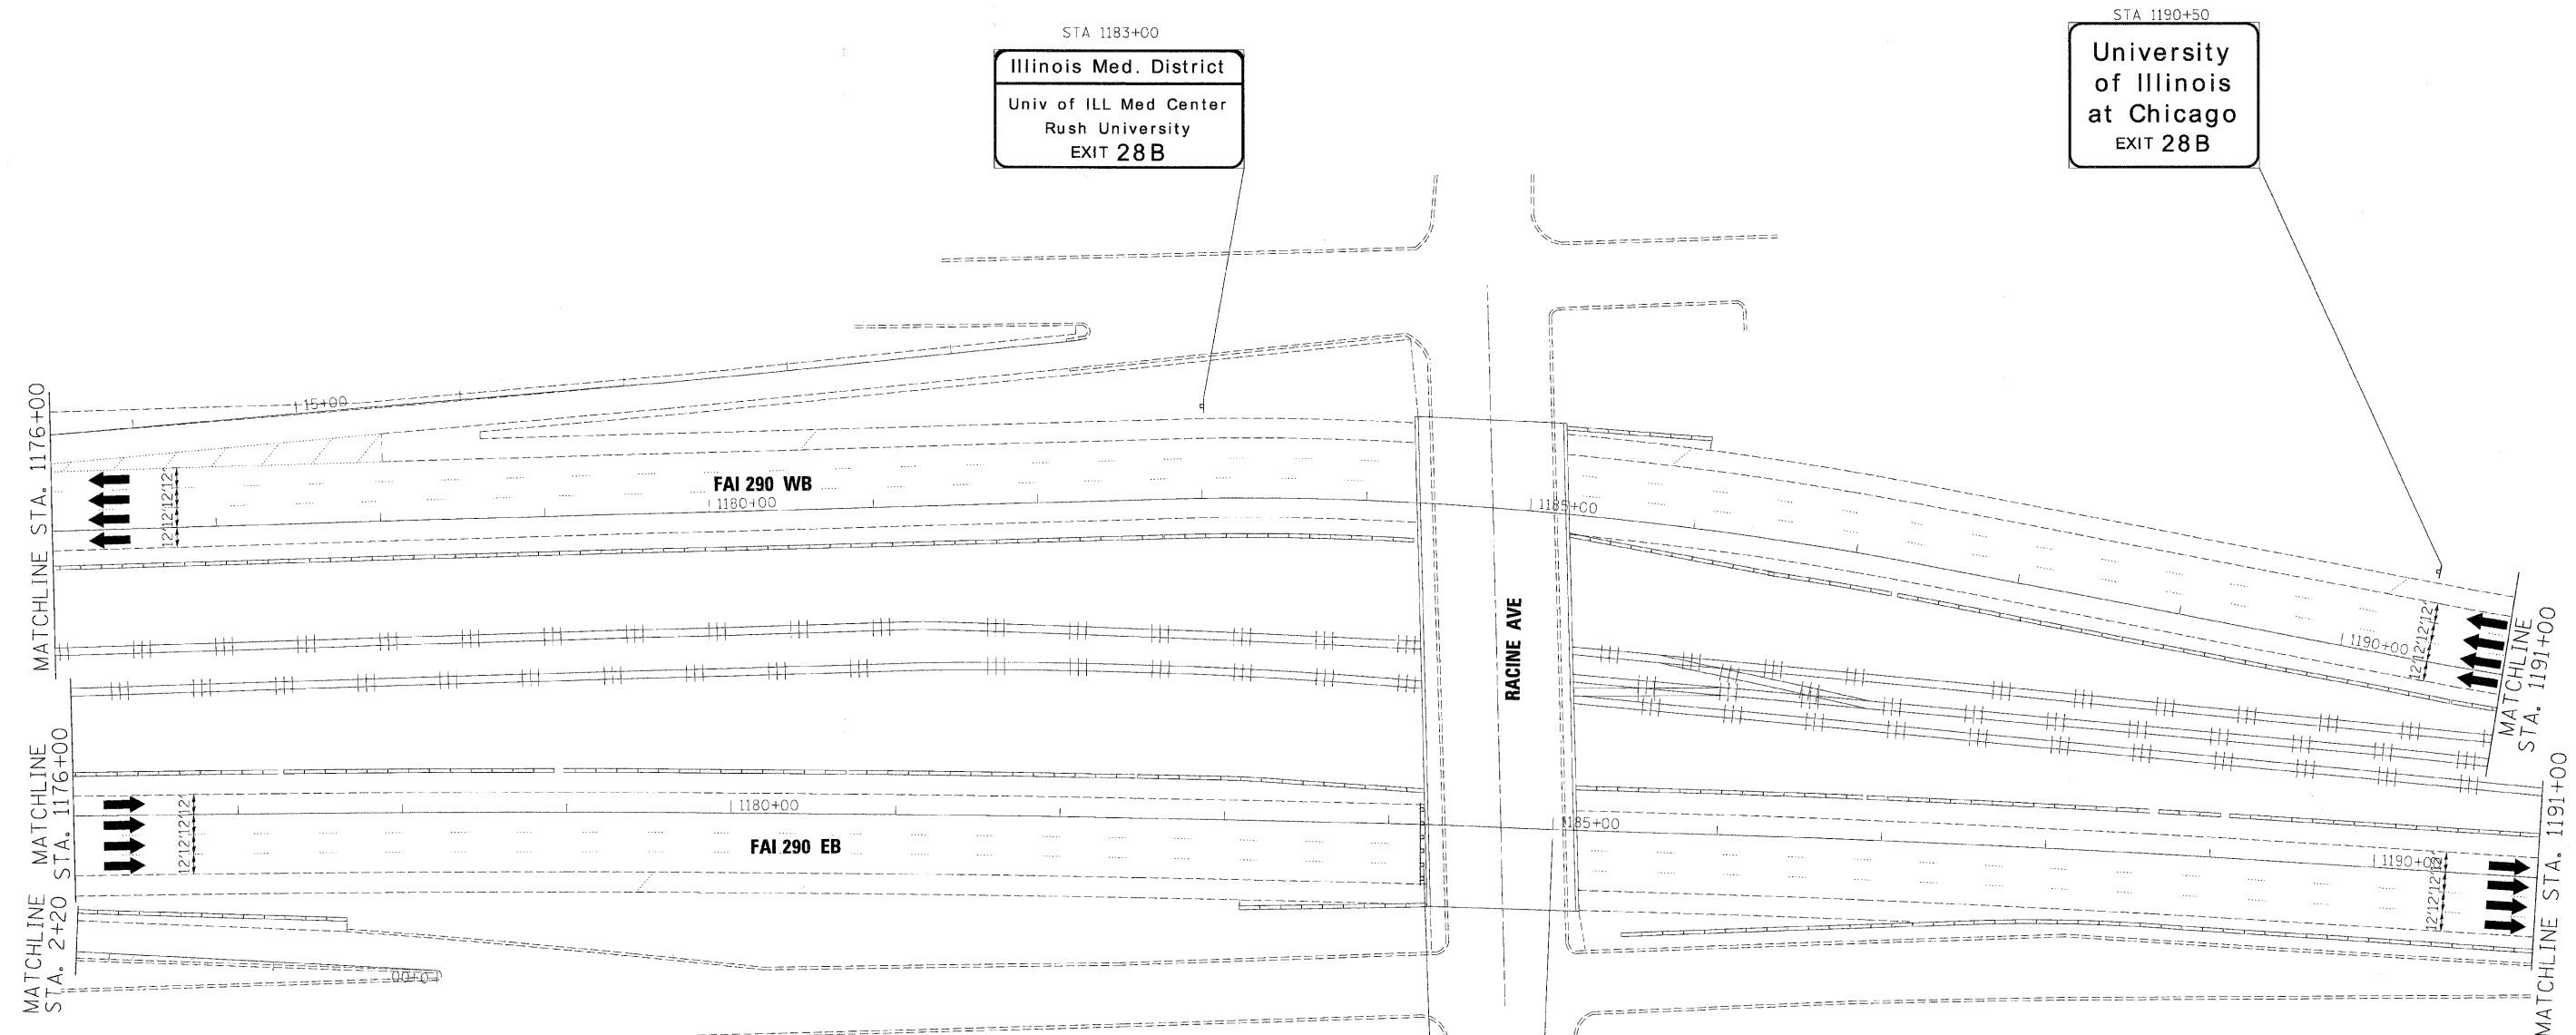 STA 1183+00
Illinois Med. District
Univ of ILL Med Center
Rush University
EXIT 28B
STA 1190+50
University
of Illinois
at Chicago
EXIT 28B
MATCHLINE STA. 1176+00
15+00
12'12'12'12'
FAI 290 WB
1180+00
1185+00
1190+00
12'12'12'12'
MATCHLINE
STA. 1191+00
RACINE AVE
MATCHLINE
STA. 1176+00
12'12'12'12'
1180+00
FAI 290 EB
1185+00
1190+00
12'12'12'12'
MATCHLINE STA. 1191+00
MATCHLINE
STA. 2+20
0+00